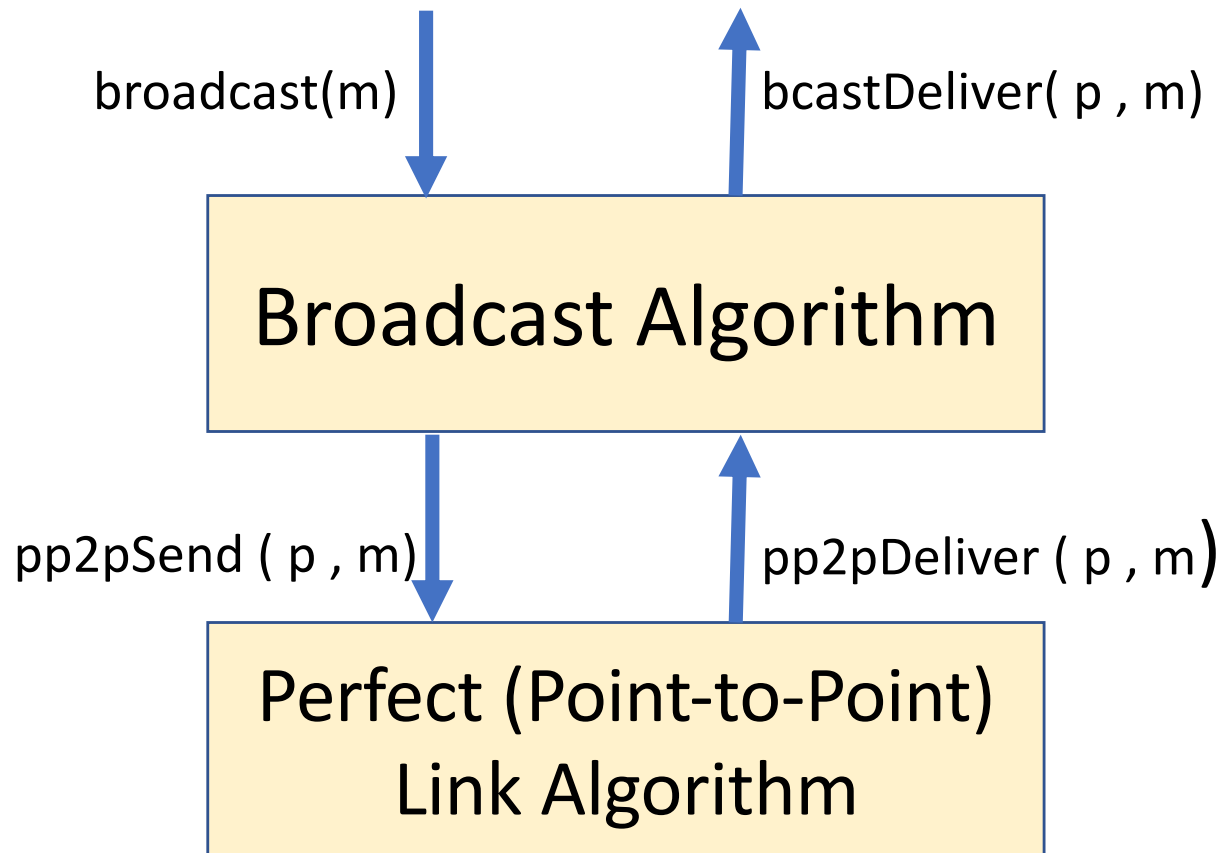 broadcast(m)
bcastDeliver( p , m)
Broadcast Algorithm
pp2pSend ( p , m)
pp2pDeliver ( p , m)
Perfect (Point-to-Point)
Link Algorithm